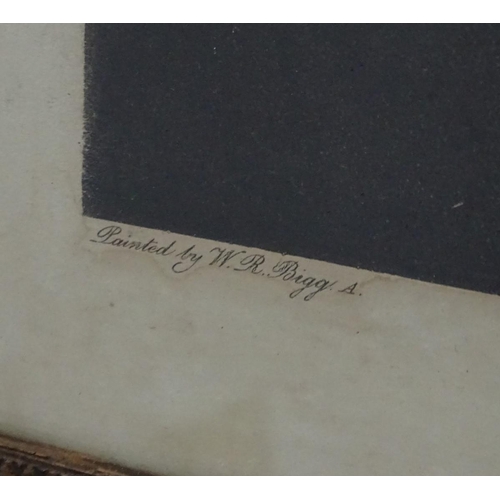 Painted by W. R. Bigg. A.